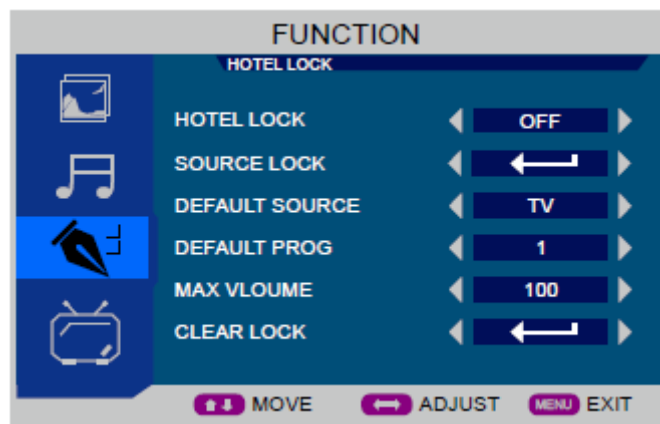 FUNCTION
HOTEL LOCK
HOTEL LOCK OFF
SOURCE LOCK
DEFAULT SOURCE TV
DEFAULT PROG 1
MAX VLOUME 100
CLEAR LOCK
MOVE ADJUST MENU EXIT